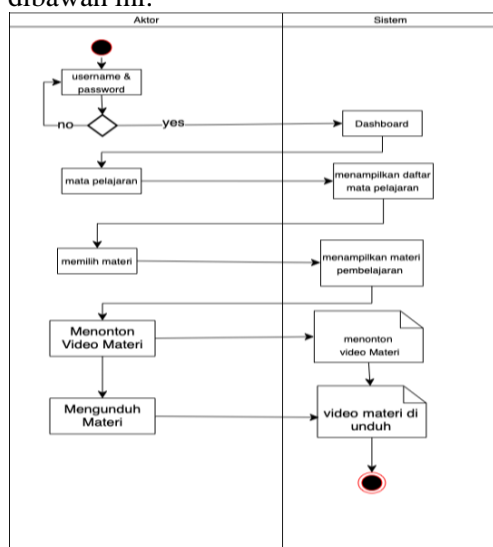 dibawah ini:
Aktor
Sistem
username &
password
no
yes
Dashboard
mata pelajaran
menampilkan daftar
mata pelajaran
memilih materi
menampilkan materi
pembelajaran
Menonton
Video Materi
menonton
video Materi
Mengunduh
Materi
video materi di
unduh